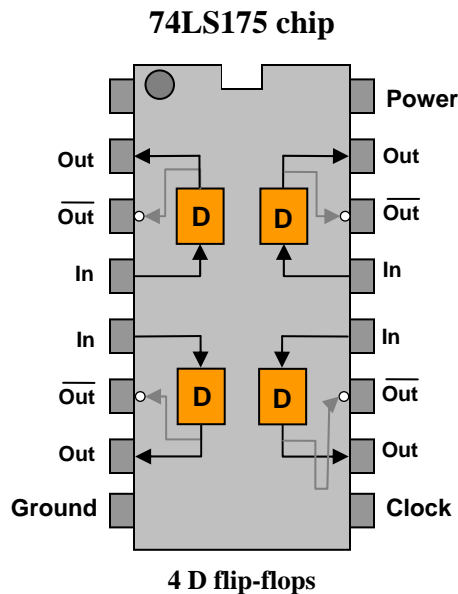 74LS175 chip
Power
Out
Out
Out
Out
D
D
In
In
In
In
Out
Out
D
D
Out
Out
Ground
Clock
4 D flip-flops